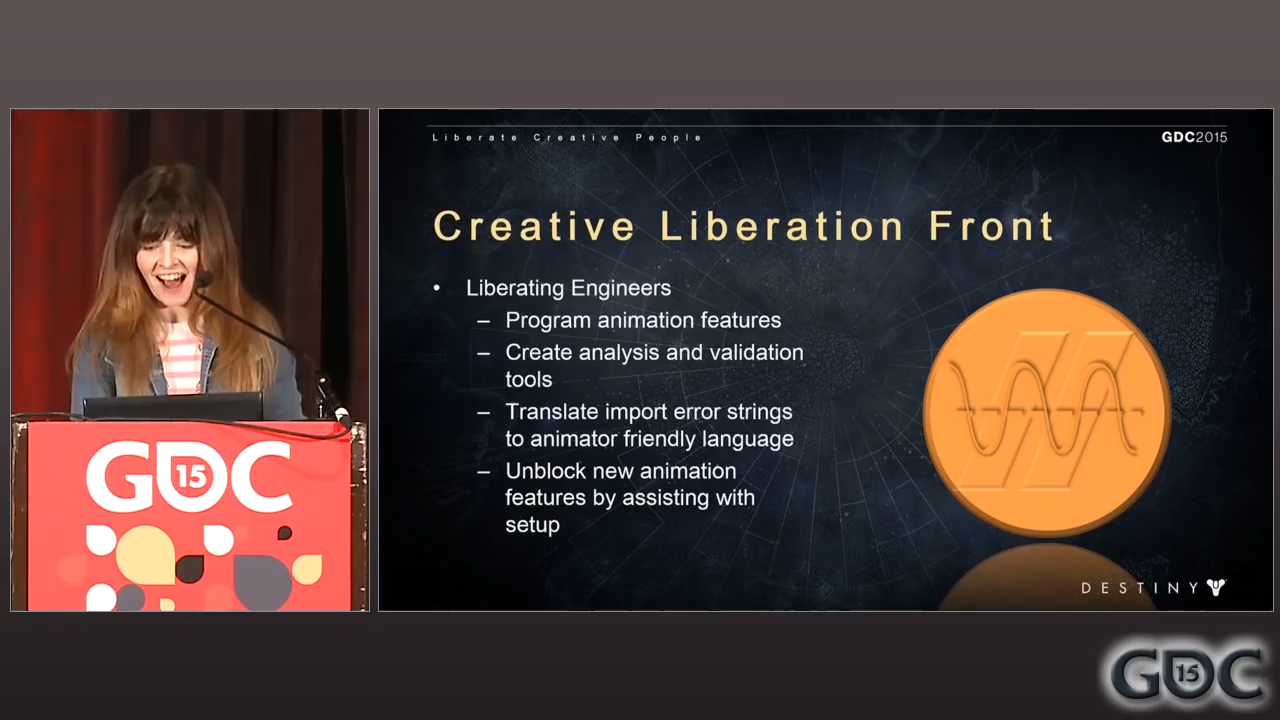 Liberate Creative People
GDC2015
Creative Liberation Front
• Liberating Engineers
– Program animation features
– Create analysis and validation
tools
– Translate import error strings
to animator friendly language
– Unblock new animation
features by assisting with
setup
DESTINY
GDC
15
GDC
15